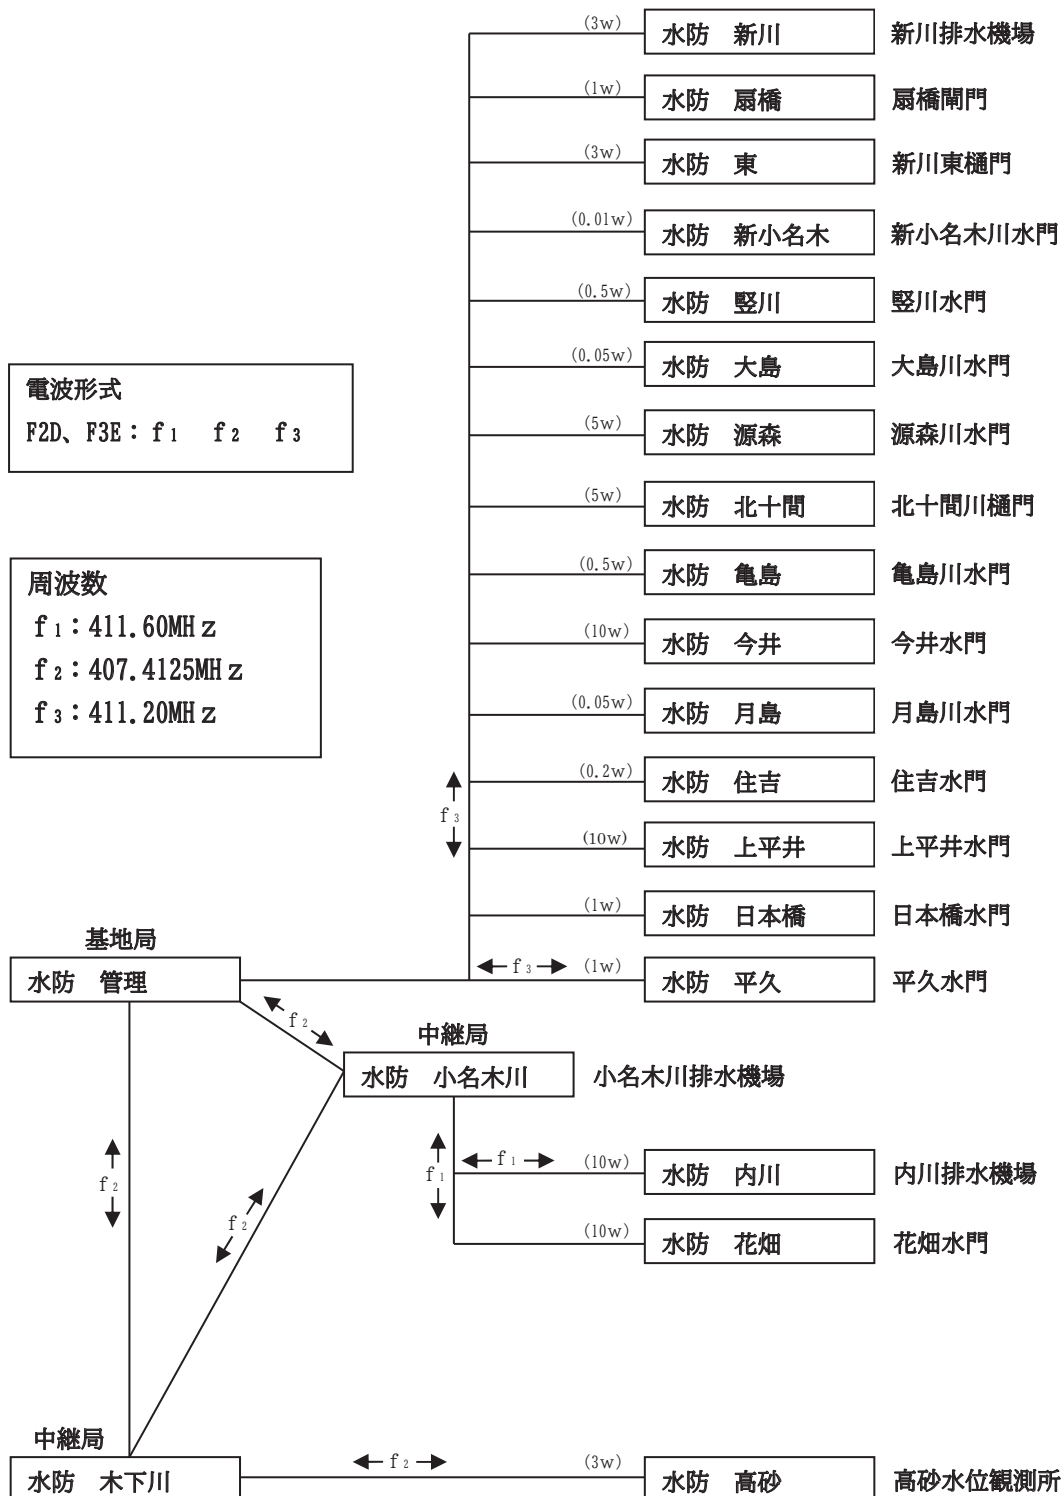 (3w) 水防 新川 新川排水機場
(1w) 水防 扇橋 扇橋閘門
(3w) 水防 東 新川東樋門
(0.01w) 水防 新小名木 新小名木川水門
(0.5w) 水防 竪川 竪川水門
(0.05w) 水防 大島 大島川水門
電波形式
F2D、F3E:f1 f2 f3
(5w) 水防 源森 源森川水門
(5w) 水防 北十間 北十間川樋門
(0.5w) 水防 亀島 亀島川水門
周波数
f1:411.60MHz
f2:407.4125MHz
f3:411.20MHz
(10w) 水防 今井 今井水門
(0.05w) 水防 月島 月島川水門
(0.2w) 水防 住吉 住吉水門
f3
(10w) 水防 上平井 上平井水門
(1w) 水防 日本橋 日本橋水門
基地局
水防 管理
f3 (1w) 水防 平久 平久水門
f2
中継局
水防 小名木川 小名木川排水機場
f2
f1 f1 (10w) 水防 内川 内川排水機場
f2
(10w) 水防 花畑 花畑水門
中継局
水防 木下川 f2 (3w) 水防 高砂 高砂水位観測所